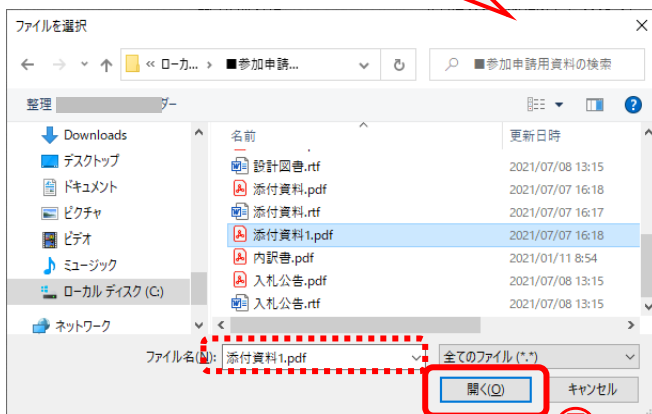 ファイルを選択
« ローカ... › ■参加申請... ■参加申請用資料の検索
整理 ダー
Downloads
デスクトップ
ドキュメント
ピクチャ
ビデオ
ミュージック
ローカル ディスク (C:)
ネットワーク
名前 更新日時
設計図書.rtf 2021/07/08 13:15
添付資料.pdf 2021/07/07 16:18
添付資料.rtf 2021/07/07 16:17
添付資料1.pdf 2021/07/07 16:18
内訳書.pdf 2021/01/11 8:54
入札公告.pdf 2021/07/08 13:15
入札公告.rtf 2021/07/08 13:15
ファイル名(N): 添付資料1.pdf 全てのファイル (*.*)
開く(O) キャンセル